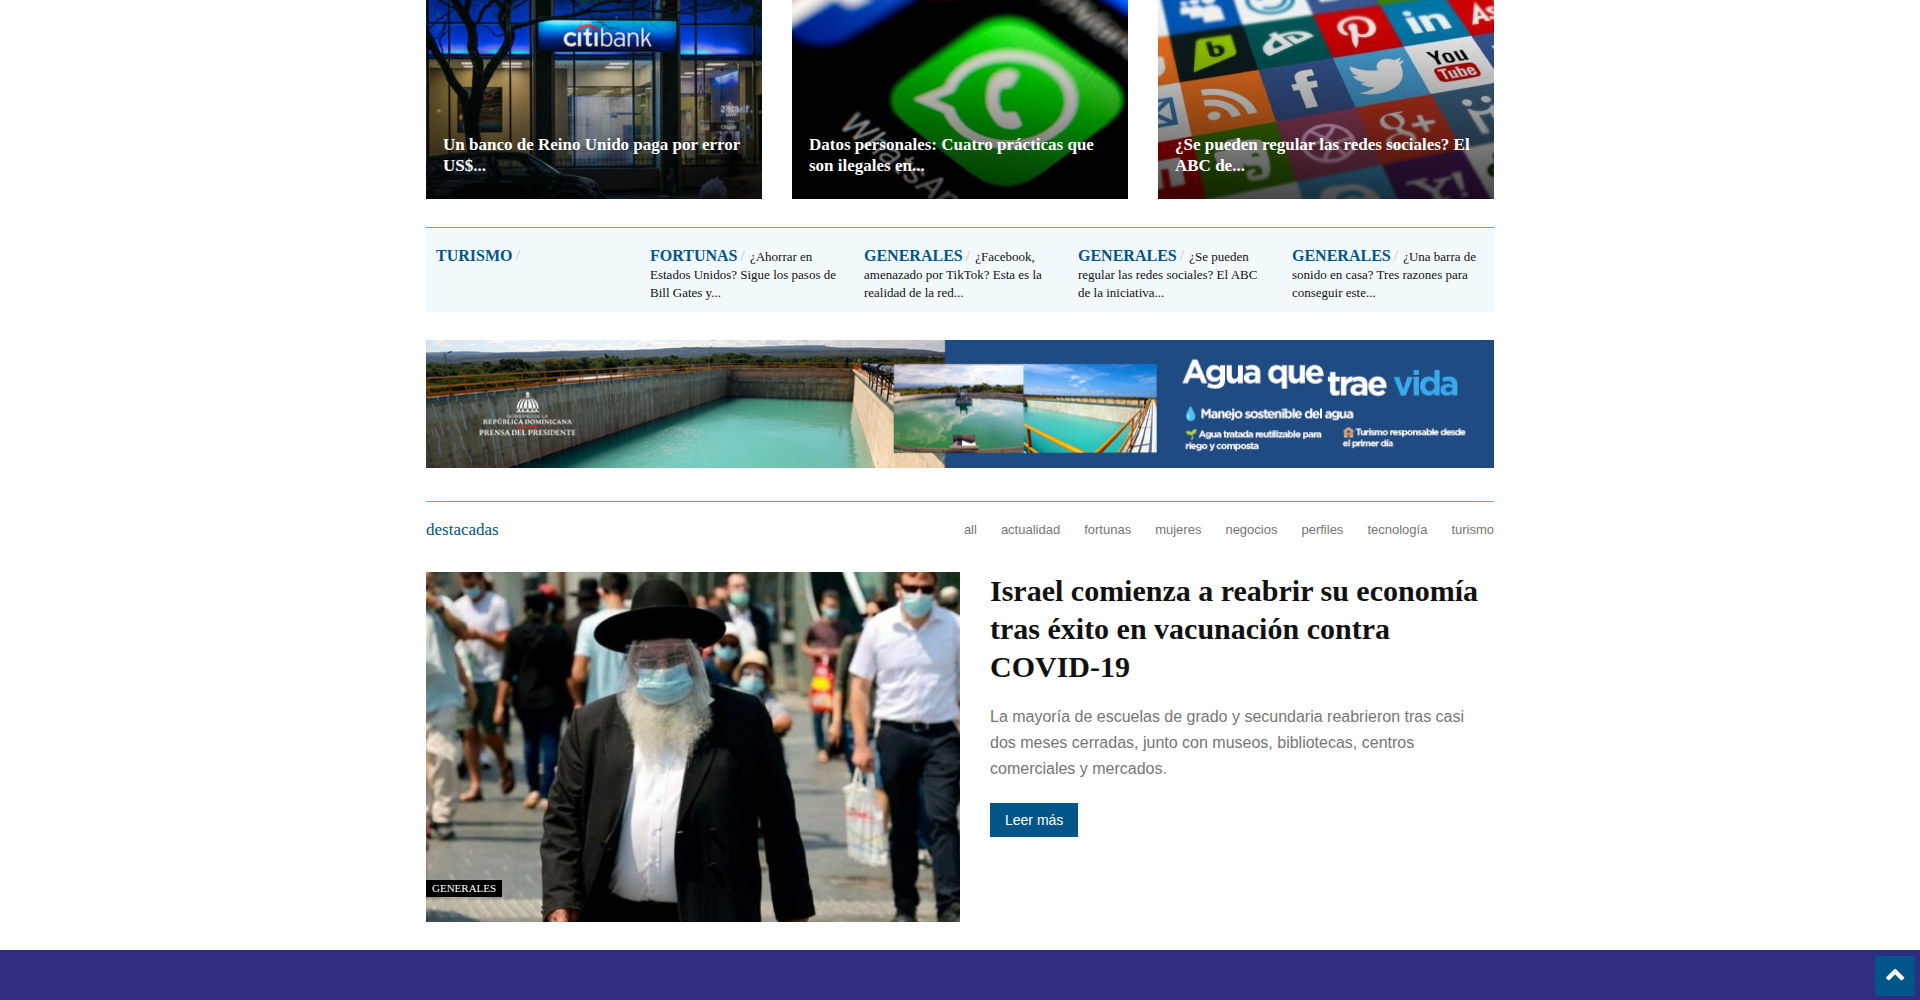 citibank
Un banco de Reino Unido paga por error
US$...
WhatsAp
Datos personales: Cuatro prácticas que
son ilegales en...
in
You
Tube
g+
Y!
¿Se pueden regular las redes sociales? El
ABC de...
TURISMO /
FORTUNAS / ¿Ahorrar en
Estados Unidos? Sigue los pasos de
Bill Gates y...
GENERALES / ¿Facebook,
amenazado por TikTok? Esta es la
realidad de la red...
GENERALES / ¿Se pueden
regular las redes sociales? El ABC
de la iniciativa...
GENERALES / ¿Una barra de
sonido en casa? Tres razones para
conseguir este...
GOBIERNO DE LA
REPÚBLICA DOMINICANA
PRENSA DEL PRESIDENTE
Agua que trae vida
Manejo sostenible del agua
Agua tratada reutilizable para
riego y composta
Turismo responsable desde
el primer día
destacadas
all actualidad fortunas mujeres negocios perfiles tecnología turismo
GENERALES
Israel comienza a reabrir su economía
tras éxito en vacunación contra
COVID-19
La mayoría de escuelas de grado y secundaria reabrieron tras casi
dos meses cerradas, junto con museos, bibliotecas, centros
comerciales y mercados.
Leer más